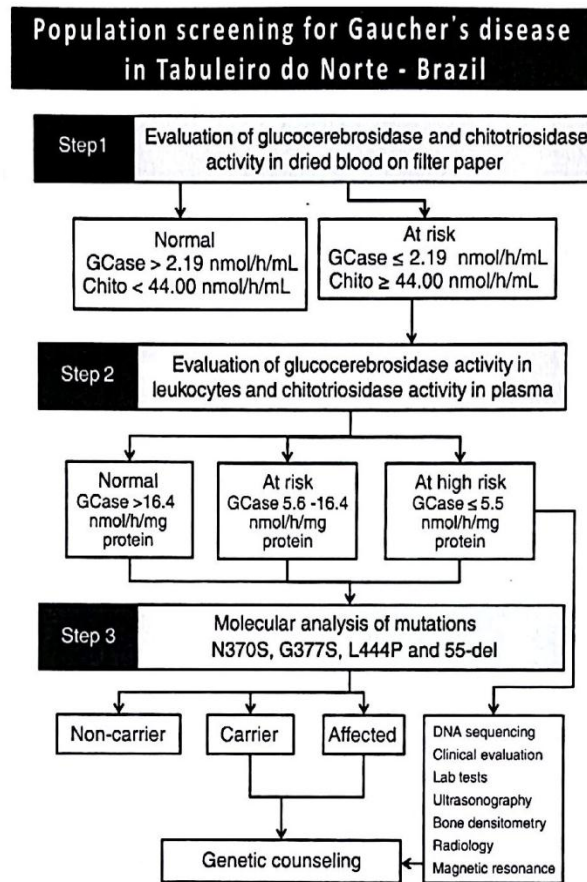 Population screening for Gaucher's disease
in Tabuleiro do Norte - Brazil
Step1
Evaluation of glucocerebrosidase and chitotriosidase
activity in dried blood on filter paper
Normal
GCase > 2.19 nmol/h/mL
Chito < 44.00 nmol/h/mL
At risk
GCase ≤ 2.19 nmol/h/mL
Chito ≥ 44.00 nmol/h/mL
Step 2
Evaluation of glucocerebrosidase activity in
leukocytes and chitotriosidase activity in plasma
Normal
GCase >16.4
nmol/h/mg
protein
At risk
GCase 5.6 -16.4
nmol/h/mg
protein
At high risk
GCase ≤ 5.5
nmol/h/mg
protein
Step 3
Molecular analysis of mutations
N370S, G377S, L444P and 55-del
Non-carrier
Carrier
Affected
DNA sequencing
Clinical evaluation
Lab tests
Ultrasonography
Bone densitometry
Radiology
Magnetic resonance
Genetic counseling